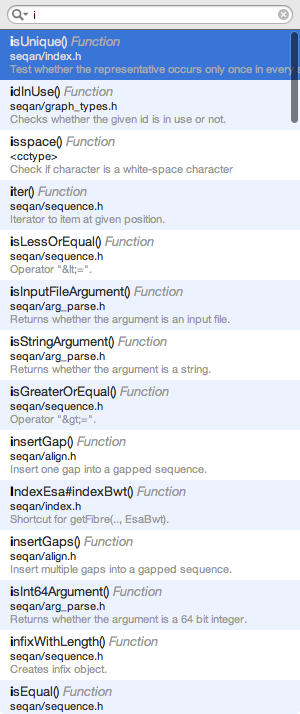 i
isUnique() Function
seqan/index.h
Test whether the representative occurs only once in every s
idInUse() Function
seqan/graph_types.h
Checks whether the given id is in use or not.
isspace() Function
<cctype>
Check if character is a white-space character
iter() Function
seqan/sequence.h
Iterator to item at given position.
isLessOrEqual() Function
seqan/sequence.h
Operator "&lt;=".
isInputFileArgument() Function
seqan/arg_parse.h
Returns whether the argument is an input file.
isStringArgument() Function
seqan/arg_parse.h
Returns whether the argument is a string.
isGreaterOrEqual() Function
seqan/sequence.h
Operator "&gt;=".
insertGap() Function
seqan/align.h
Insert one gap into a gapped sequence.
IndexEsa#indexBwt() Function
seqan/index.h
Shortcut for getFibre(.., EsaBwt).
insertGaps() Function
seqan/align.h
Insert multiple gaps into a gapped sequence.
isInt64Argument() Function
seqan/arg_parse.h
Returns whether the argument is a 64 bit integer.
infixWithLength() Function
seqan/sequence.h
Creates infix object.
isEqual() Function
seqan/sequence.h